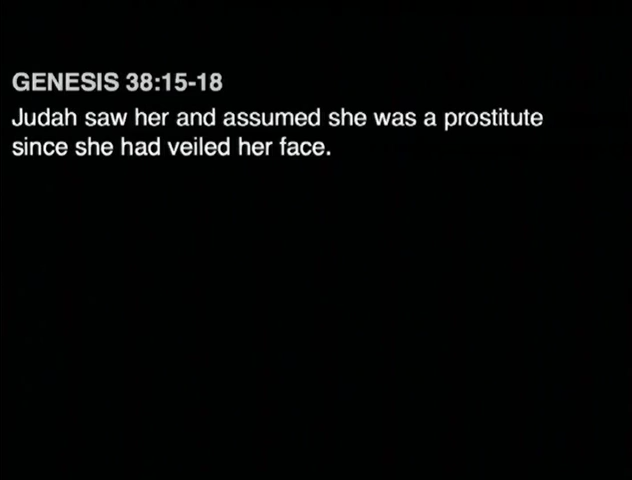 GENESIS 38:15-18
Judah saw her and assumed she was a prostitute
since she had veiled her face.